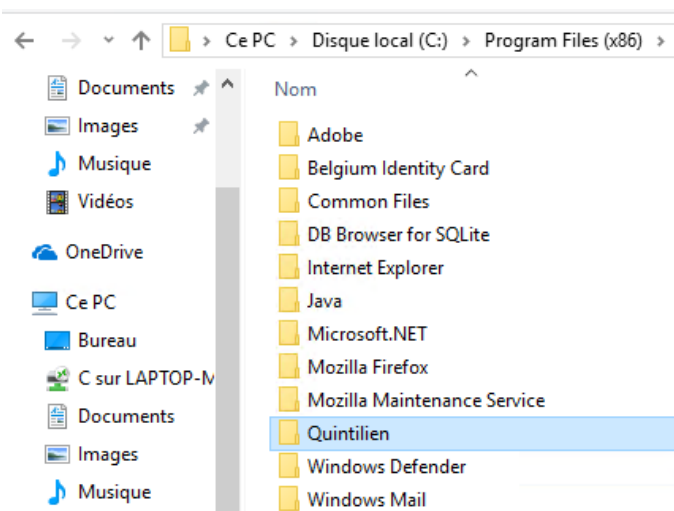 Ce PC > Disque local (C:) > Program Files (x86) >
Documents
Images
Musique
Vidéos
OneDrive
Ce PC
Bureau
C sur LAPTOP-M
Documents
Images
Musique
Nom
Adobe
Belgium Identity Card
Common Files
DB Browser for SQLite
Internet Explorer
Java
Microsoft.NET
Mozilla Firefox
Mozilla Maintenance Service
Quintilien
Windows Defender
Windows Mail